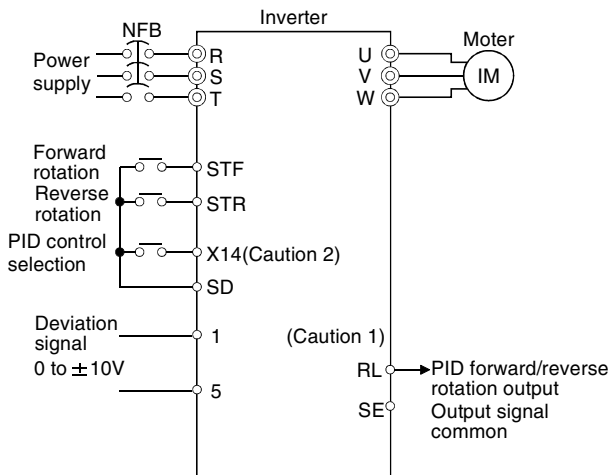 Inverter
NFB
Moter
Power
supply
R
S
T
U
V
W
IM
Forward
rotation
STF
Reverse
rotation
STR
PID control
selection
X14(Caution 2)
SD
Deviation
signal
0 to ±10V
1
5
(Caution 1)
RL
PID forward/reverse
rotation output
SE
Output signal
common